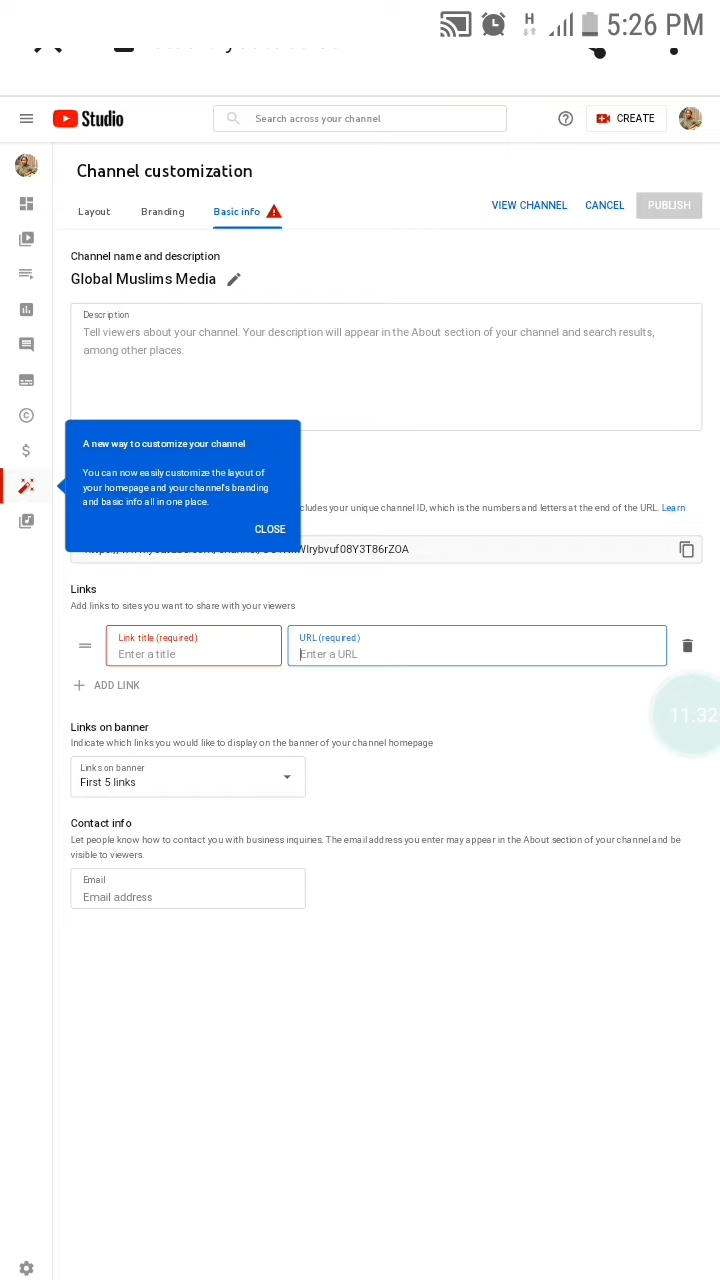 H 5:26 PM
Studio
Search across your channel
CREATE
Channel customization
Layout Branding Basic info
VIEW CHANNEL CANCEL PUBLISH
Channel name and description
Global Muslims Media
Description
Tell viewers about your channel. Your description will appear in the About section of your channel and search results,
among other places.
A new way to customize your channel
You can now easily customize the layout of
your homepage and your channel's branding
and basic info all in one place.
CLOSE
your unique channel ID, which is the numbers and letters at the end of the URL. Learn
Links
Add links to sites you want to share with your viewers
Link title (required) URL (required)
Enter a title Enter a URL
ADD LINK
11.32
Links on banner
Indicate which links you would like to display on the banner of your channel homepage
Links on banner
First 5 links
Contact info
Let people know how to contact you with business inquiries. The email address you enter may appear in the About section of your channel and be
visible to viewers.
Email
Email address